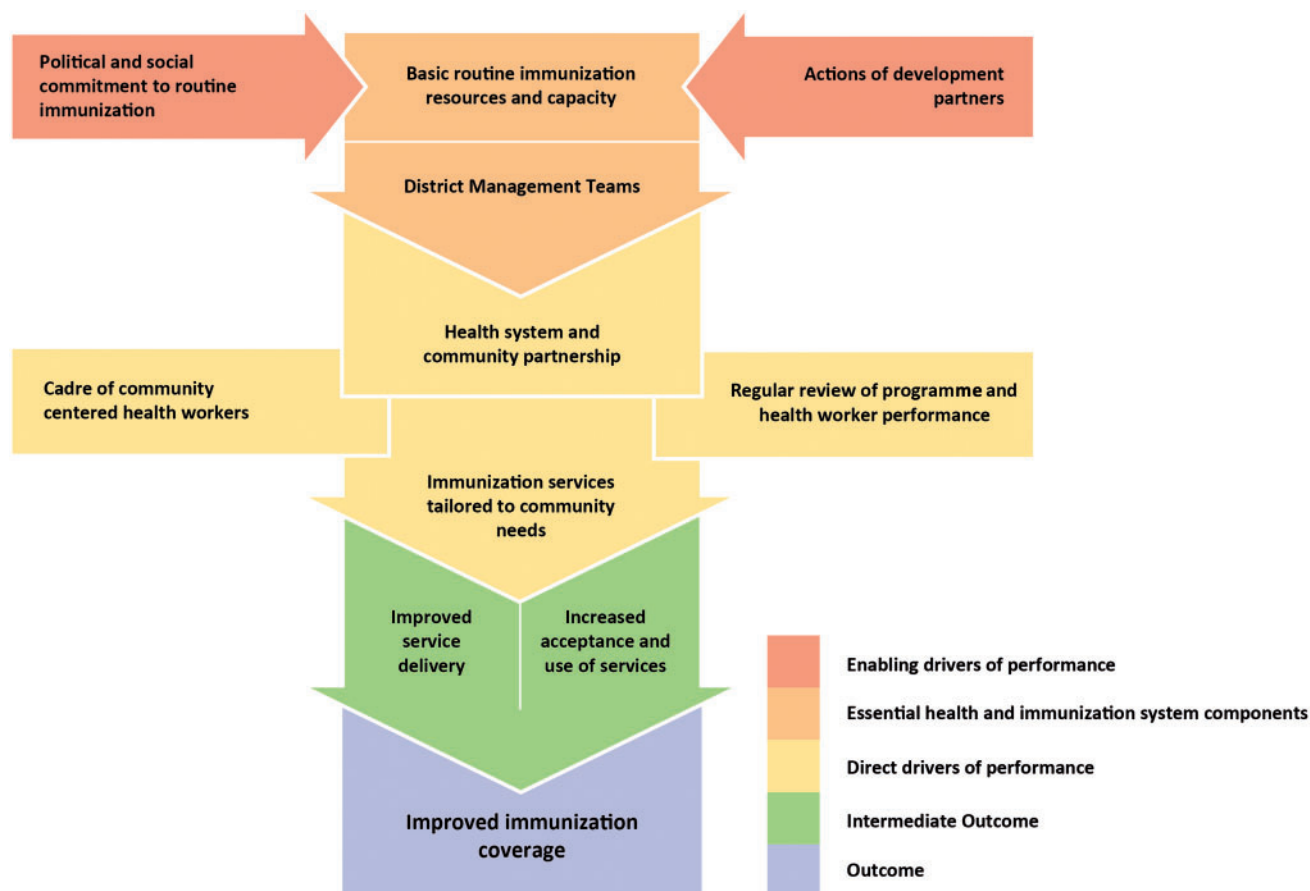 Political and social
commitment to routine
immunization
Basic routine immunization
resources and capacity
Actions of development
partners
District Management Teams
Health system and
community partnership
Cadre of community
centered health workers
Regular review of programme and
health worker performance
Immunization services
tailored to community
needs
Improved
service
delivery
Increased
acceptance and
use of services
Improved immunization
coverage
Enabling drivers of performance
Essential health and immunization system components
Direct drivers of performance
Intermediate Outcome
Outcome